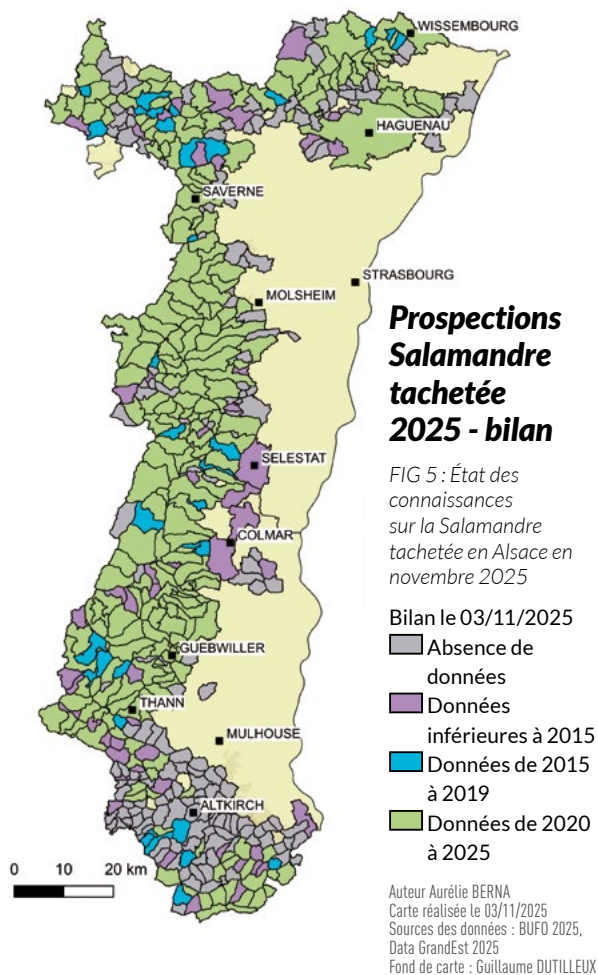 WISSEMBOURG
HAGUENAU
SAVERNE
STRASBOURG
MOLSHEIM
SELESTAT
COLMAR
GUEBWILLER
THANN
MULHOUSE
ALTKIRCH
0 10 20 km
Prospections
Salamandre
tachetée
2025 - bilan
FIG 5 : État des
connaissances
sur la Salamandre
tachetée en Alsace en
novembre 2025
Bilan le 03/11/2025
Absence de
données
Données
inférieures à 2015
Données de 2015
à 2019
Données de 2020
à 2025
Auteur Aurélie BERNA
Carte réalisée le 03/11/2025
Sources des données : BUFO 2025,
Data GrandEst 2025
Fond de carte : Guillaume DUTILLEUX